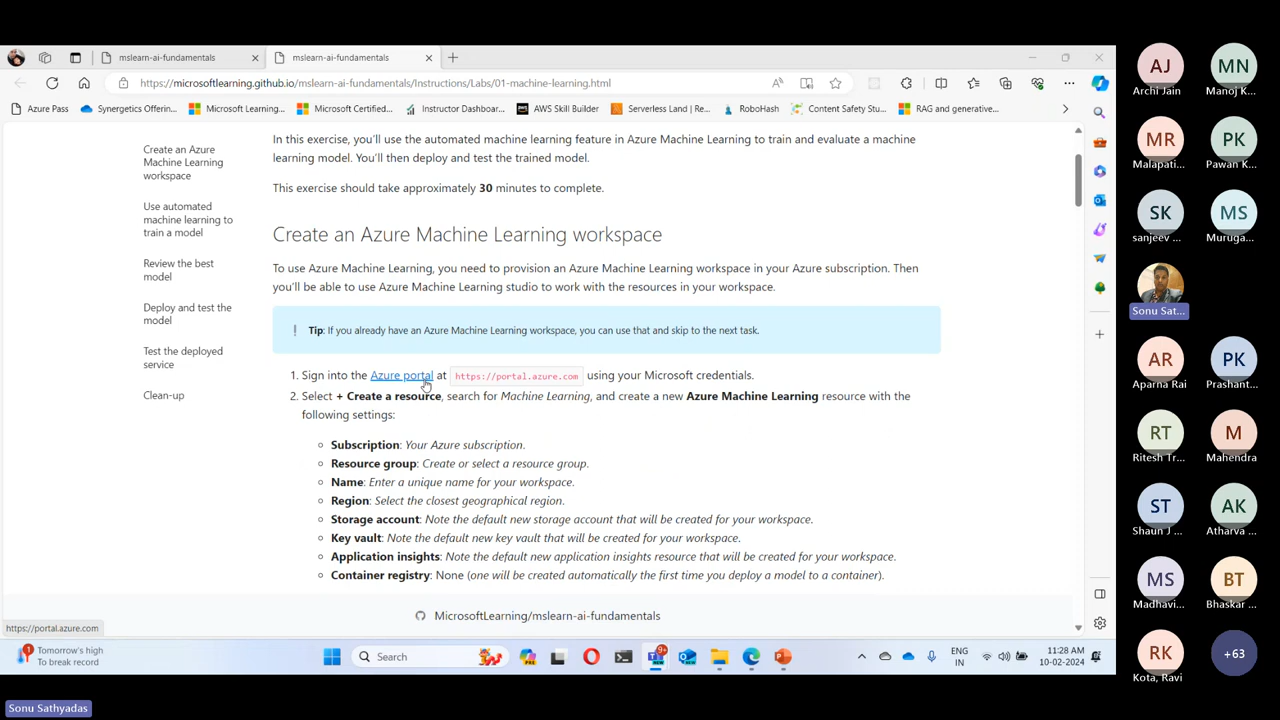 mslearn-ai-fundamentals
mslearn-ai-fundamentals
https://microsoftlearning.github.io/mslearn-ai-fundamentals/Instructions/Labs/01-machine-learning.html
Azure Pass
Synergetics Offering...
Microsoft Learning...
Microsoft Certified...
Instructor Dashboar...
AWS Skill Builder
Serverless Land | Re...
RoboHash
Content Safety Stu...
RAG and generative...
Create an Azure
Machine Learning
workspace
Use automated
machine learning to
train a model
Review the best
model
Deploy and test the
model
Test the deployed
service
Clean-up
In this exercise, you'll use the automated machine learning feature in Azure Machine Learning to train and evaluate a machine
learning model. You'll then deploy and test the trained model.
This exercise should take approximately 30 minutes to complete.
Create an Azure Machine Learning workspace
To use Azure Machine Learning, you need to provision an Azure Machine Learning workspace in your Azure subscription. Then
you'll be able to use Azure Machine Learning studio to work with the resources in your workspace.
Tip: If you already have an Azure Machine Learning workspace, you can use that and skip to the next task.
1. Sign into the Azure portal at https://portal.azure.com using your Microsoft credentials.
2. Select + Create a resource, search for Machine Learning, and create a new Azure Machine Learning resource with the
following settings:
Subscription: Your Azure subscription.
Resource group: Create or select a resource group.
Name: Enter a unique name for your workspace.
Region: Select the closest geographical region.
Storage account: Note the default new storage account that will be created for your workspace.
Key vault: Note the default new key vault that will be created for your workspace.
Application insights: Note the default new application insights resource that will be created for your workspace.
Container registry: None (one will be created automatically the first time you deploy a model to a container).
MicrosoftLearning/mslearn-ai-fundamentals
https://portal.azure.com
1
Tomorrow's high
To break record
Search
PRE
NEW
9+
NEW
ENG
IN
11:28 AM
10-02-2024
Sonu Sathyadas
AJ
Archi Jain
MN
Manoj K...
MR
Malapati...
PK
Pawan K...
SK
sanjeev ...
MS
Muruga...
Sonu Sat...
AR
Aparna Rai
PK
Prashant...
RT
Ritesh Tr...
M
Mahendra
ST
Shaun J ...
AK
Atharva ...
MS
Madhavi...
BT
Bhaskar ...
RK
Kota, Ravi
+63